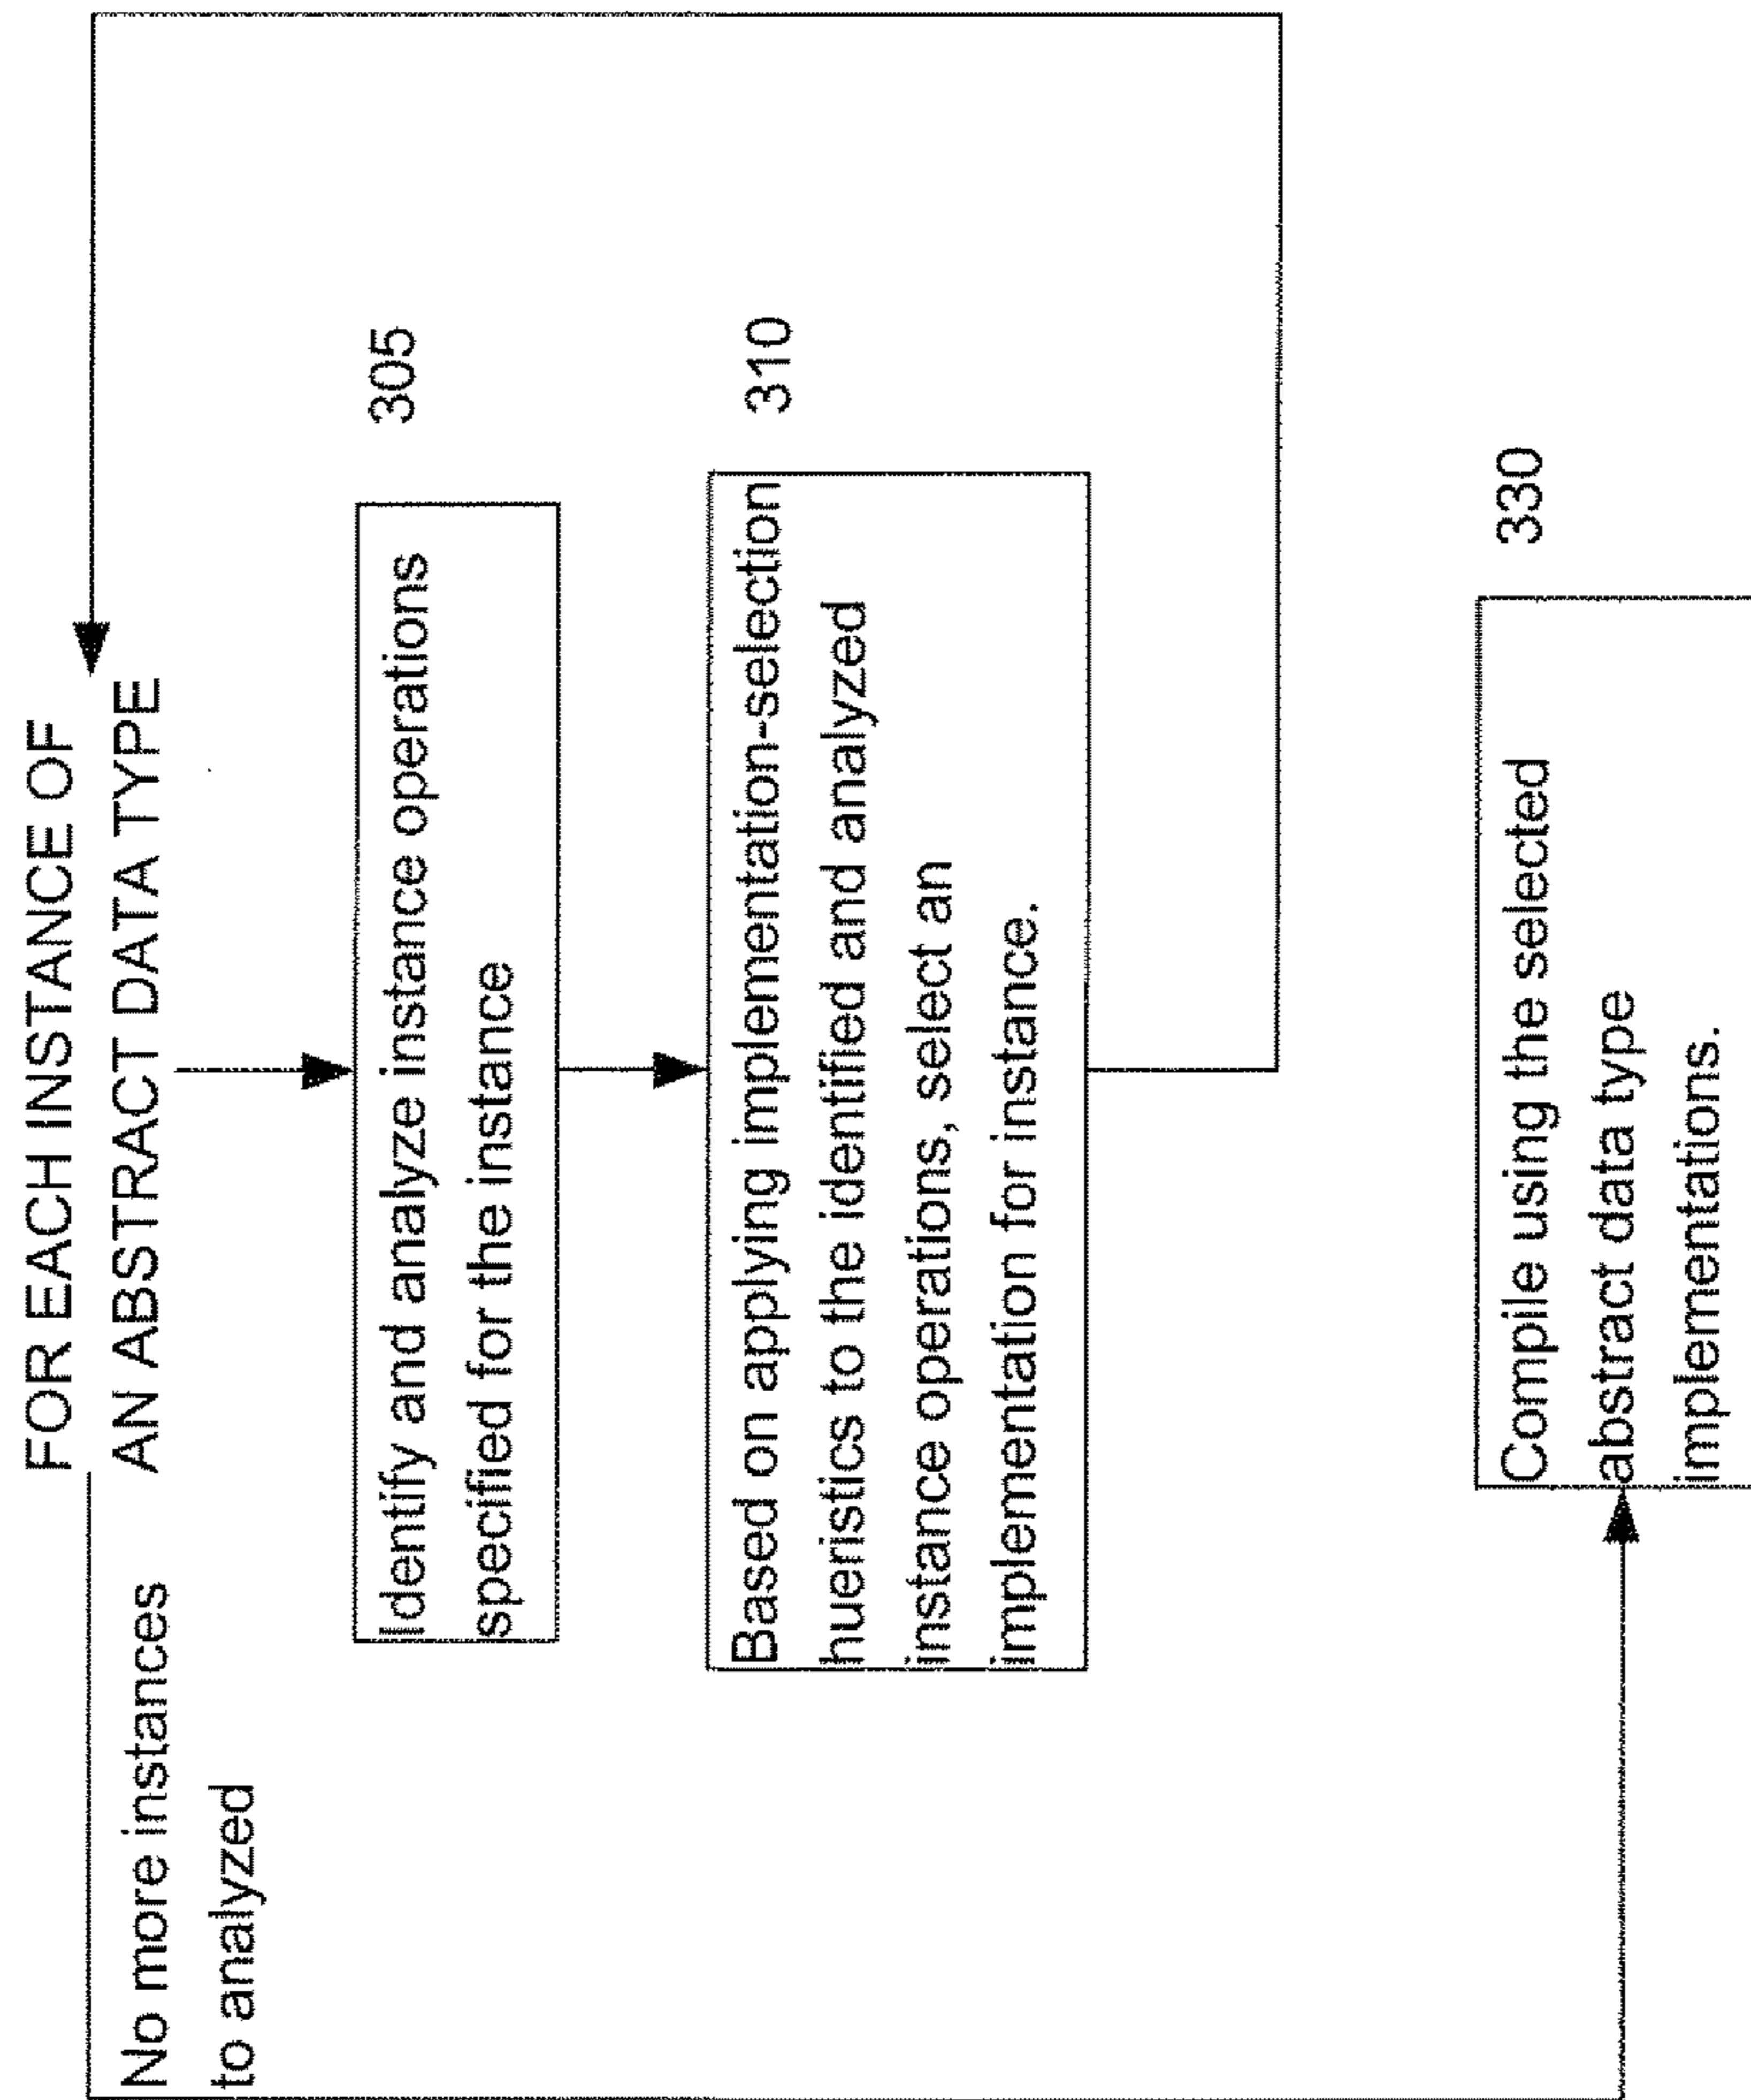 FOR EACH INSTANCE OF
AN ABSTRACT DATA TYPE
No more instances
to analyzed
Identify and analyze instance operations
specified for the instance
305
Based on applying implementation-selection
hueristics to the identified and analyzed
instance operations, select an
implementation for instance.
310
Compile using the selected
abstract data type
implementations.
330